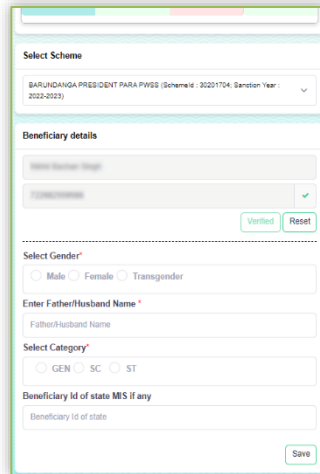 Select Scheme
BARUNDANGA PRESIDENT PARA PWSS (SchemeId : 30201704; Sanstion Year :
2022-2023)
Beneficiary details
Verified Reset
Select Gender*
Male Female Transgender
Enter Father/Husband Name *
Father/Husband Name
Select Category*
GEN SC ST
Beneficiary Id of state MIS if any
Beneficiary Id of state
Save